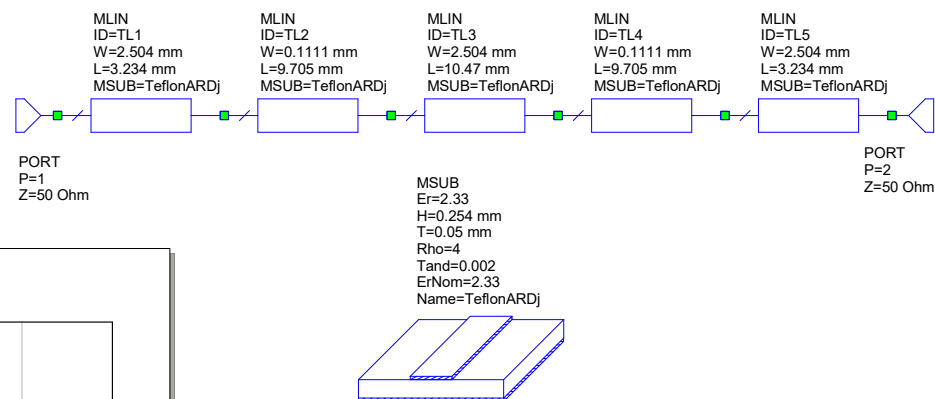 MLIN
ID=TL1
W=2.504 mm
L=3.234 mm
MSUB=TeflonARDj
MLIN
ID=TL2
W=0.1111 mm
L=9.705 mm
MSUB=TeflonARDj
MLIN
ID=TL3
W=2.504 mm
L=10.47 mm
MSUB=TeflonARDj
MLIN
ID=TL4
W=0.1111 mm
L=9.705 mm
MSUB=TeflonARDj
MLIN
ID=TL5
W=2.504 mm
L=3.234 mm
MSUB=TeflonARDj
PORT
P=1
Z=50 Ohm
PORT
P=2
Z=50 Ohm
MSUB
Er=2.33
H=0.254 mm
T=0.05 mm
Rho=4
Tand=0.002
ErNom=2.33
Name=TeflonARDj